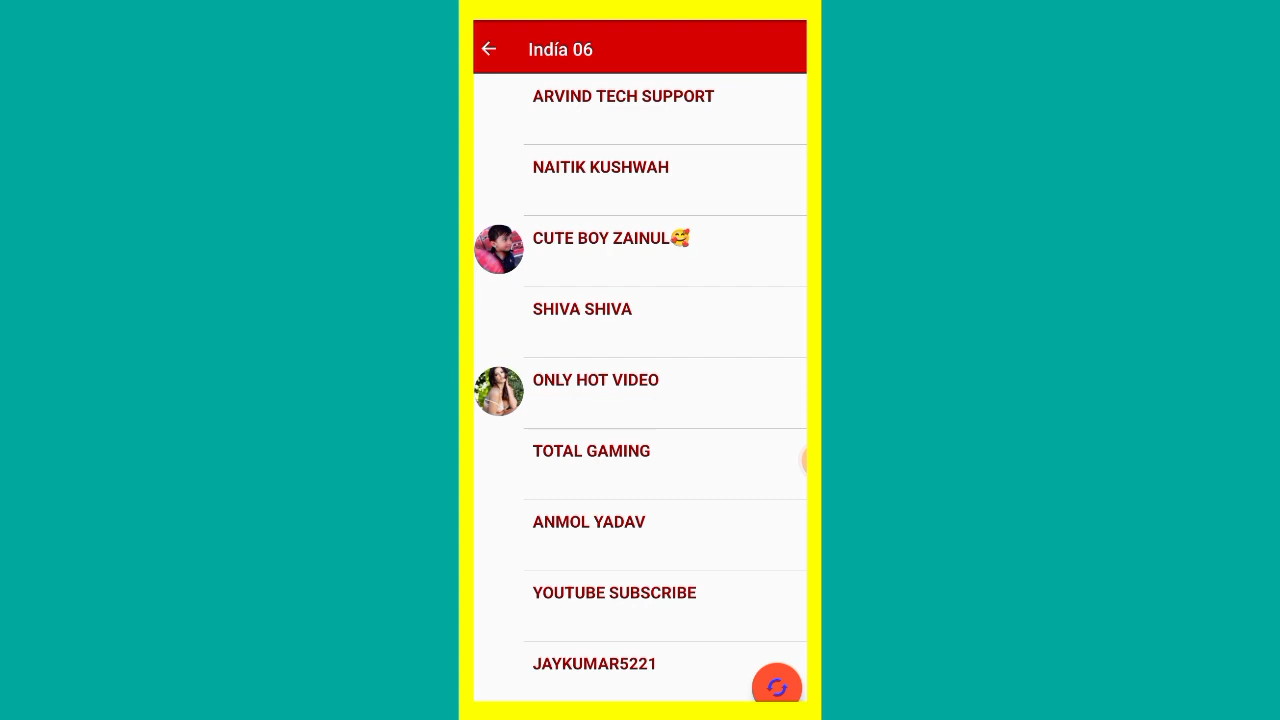 Indía 06
ARVIND TECH SUPPORT
NAITIK KUSHWAH
CUTE BOY ZAINUL🥰
SHIVA SHIVA
ONLY HOT VIDEO
TOTAL GAMING
ANMOL YADAV
YOUTUBE SUBSCRIBE
JAYKUMAR5221